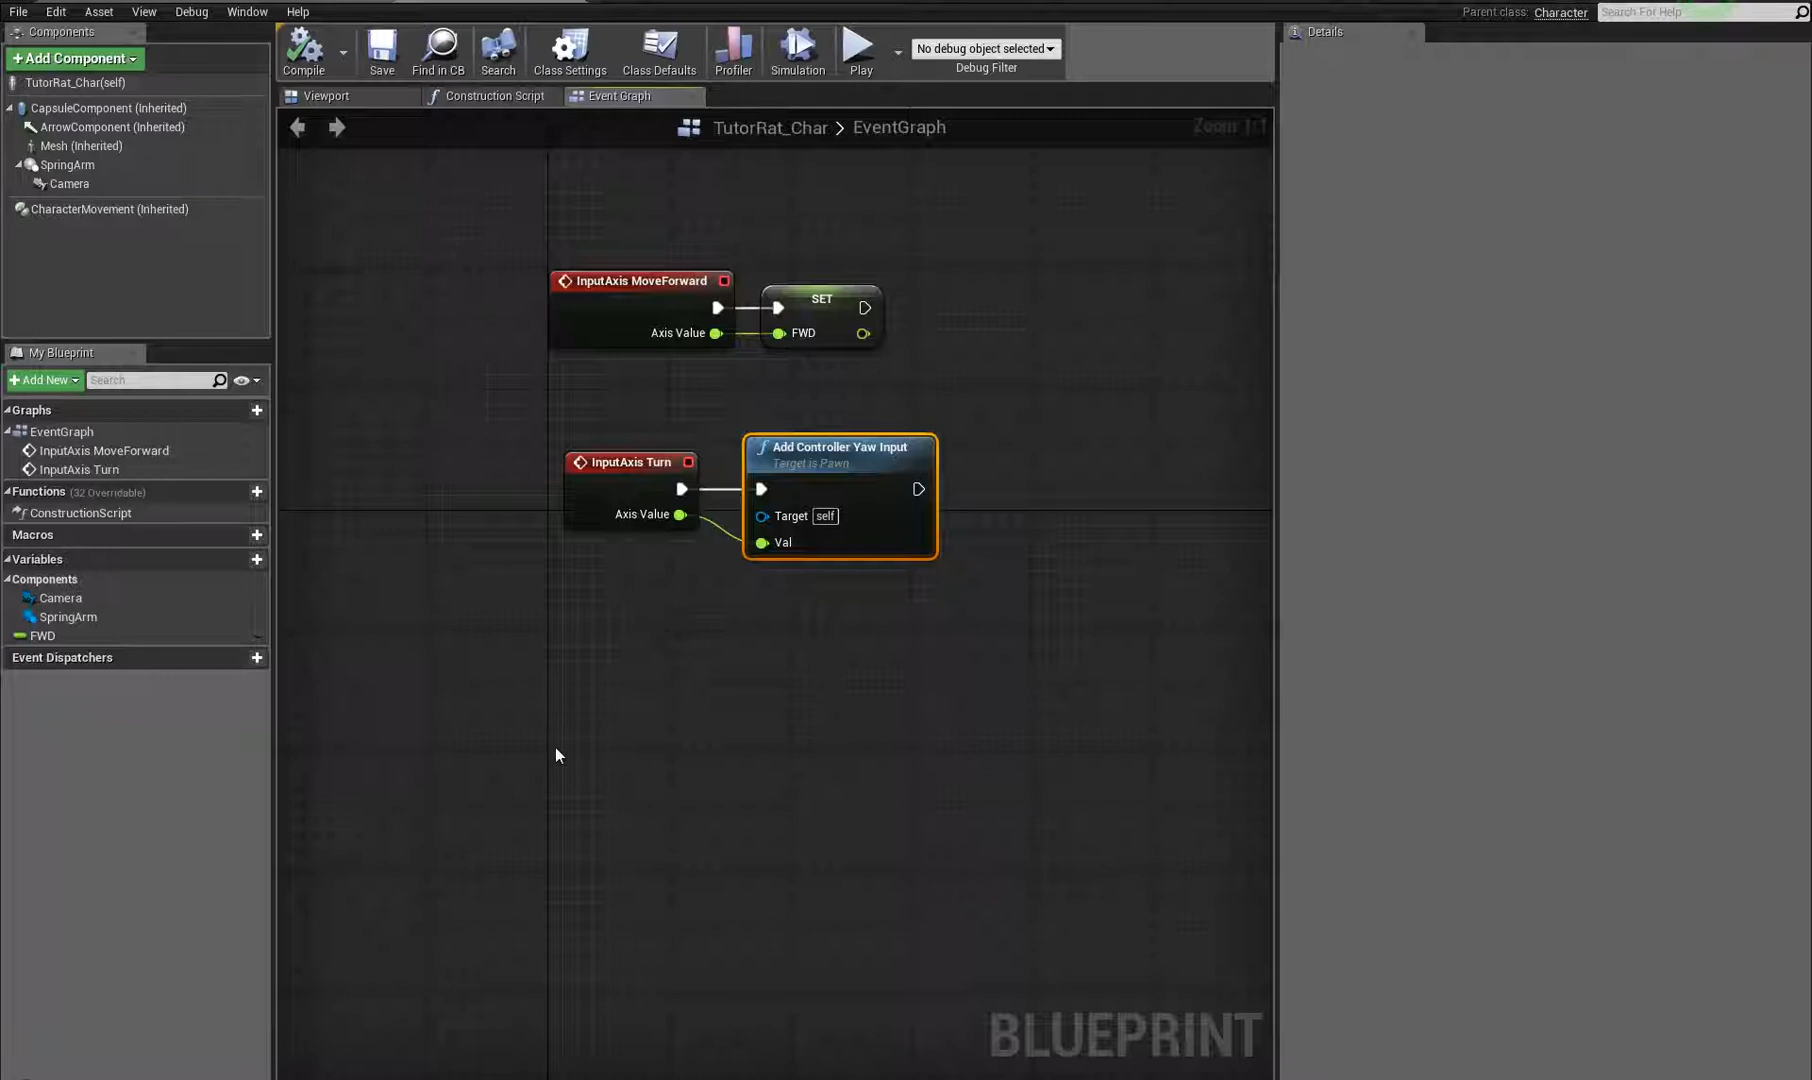 File Edit Asset View Debug Window Help
Parent class: Character
Search For Help
Components
+ Add Component
TutorRat_Char(self)
CapsuleComponent (Inherited)
ArrowComponent (Inherited)
Mesh (Inherited)
SpringArm
Camera
CharacterMovement (Inherited)
My Blueprint
+ Add New
Search
Graphs
EventGraph
InputAxis MoveForward
InputAxis Turn
Functions (32 Overridable)
ConstructionScript
Macros
Variables
Components
Camera
SpringArm
FWD
Event Dispatchers
Compile
Save
Find in CB
Search
Class Settings
Class Defaults
Profiler
Simulation
Play
No debug object selected
Debug Filter
Viewport
Construction Script
Event Graph
TutorRat_Char > EventGraph
Zoom 1:1
InputAxis MoveForward
Axis Value
SET
FWD
InputAxis Turn
Axis Value
Add Controller Yaw Input
Target is Pawn
Target self
Val
BLUEPRINT
Details